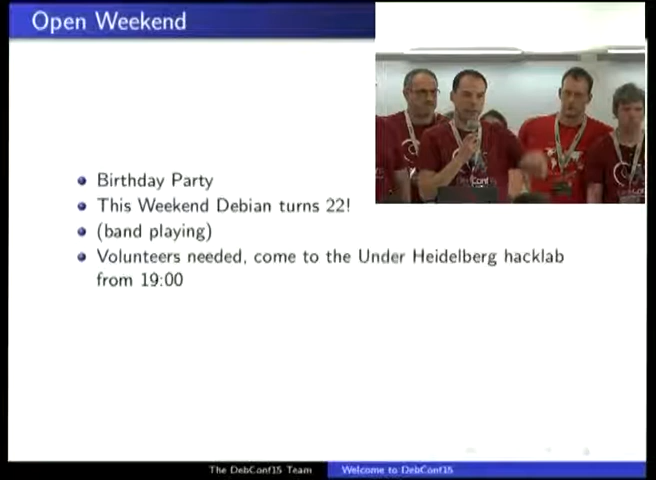 Open Weekend
Birthday Party
This Weekend Debian turns 22!
(band playing)
Volunteers needed, come to the Under Heidelberg hacklab
from 19:00
The DebConf15 Team
Welcome to DebConf15